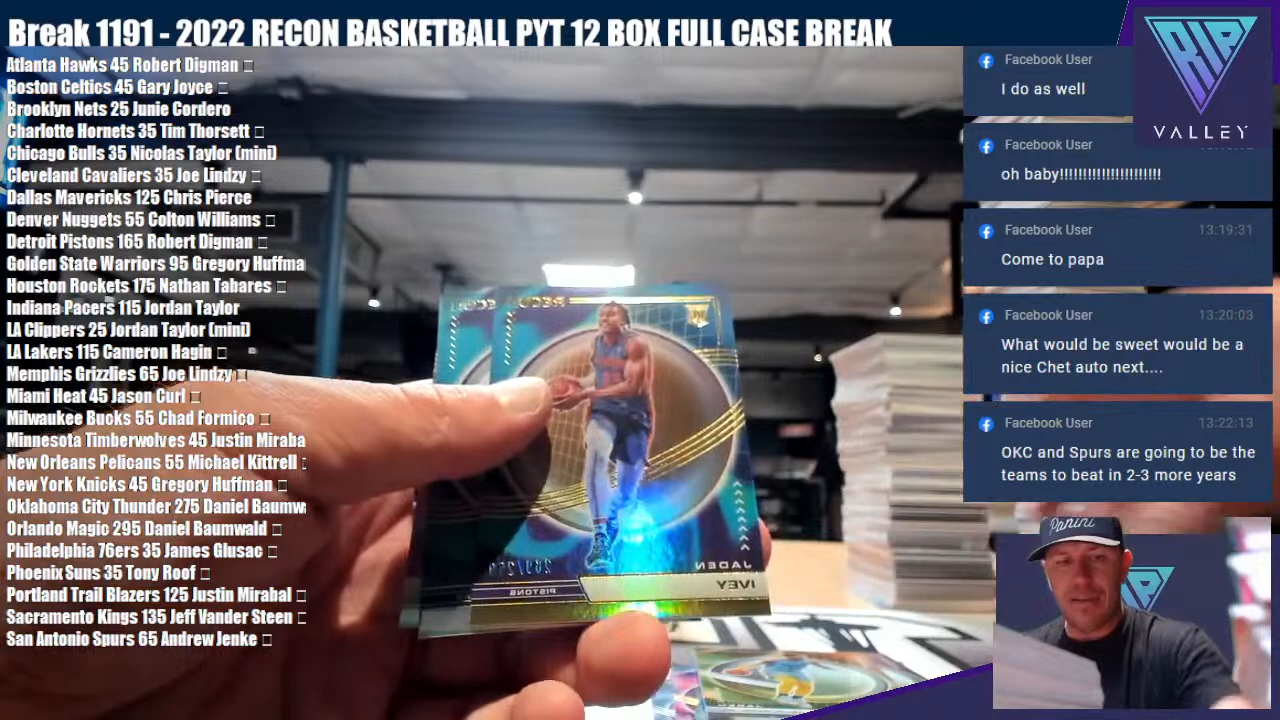 Break 1191 - 2022 RECON BASKETBALL PYT 12 BOX FULL CASE BREAK
Atlanta Hawks 45 Robert Digman
Boston Celtics 45 Gary Joyce
Brooklyn Nets 25 Junie Cordero
Charlotte Hornets 35 Tim Thorsett
Chicago Bulls 35 Nicolas Taylor (mini)
Cleveland Cavaliers 35 Joe Lindzy
Dallas Mavericks 125 Chris Pierce
Denver Nuggets 55 Colton Williams
Detroit Pistons 165 Robert Digman
Golden State Warriors 95 Gregory Huffma
Houston Rockets 175 Nathan Tabares
Indiana Pacers 115 Jordan Taylor
LA Clippers 25 Jordan Taylor (mini)
LA Lakers 115 Cameron Hagin
Memphis Grizzlies 65 Joe Lindzy
Miami Heat 45 Jason Curl
Milwaukee Bucks 55 Chad Formico
Minnesota Timberwolves 45 Justin Miraba
New Orleans Pelicans 55 Michael Kittrell
New York Knicks 45 Gregory Huffman
Oklahoma City Thunder 275 Daniel Baumw
Orlando Magic 295 Daniel Baumwald
Philadelphia 76ers 35 James Glusac
Phoenix Suns 35 Tony Roof
Portland Trail Blazers 125 Justin Mirabal
Sacramento Kings 135 Jeff Vander Steen
San Antonio Spurs 65 Andrew Jenke
RECON
JADEN
IVEY
PISTONS
Facebook User
I do as well
Facebook User
oh baby!!!!!!!!!!!!!!!!!!!!!!
Facebook User 13:19:31
Come to papa
Facebook User 13:20:03
What would be sweet would be a
nice Chet auto next....
Facebook User 13:22:13
OKC and Spurs are going to be the
teams to beat in 2-3 more years
RIP
VALLEY
Panini